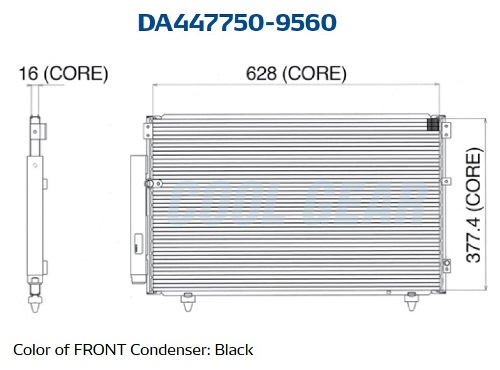 DA447750-9560
16 (CORE)
628 (CORE)
377.4 (CORE)
COOL GEAR
Color of FRONT Condenser: Black